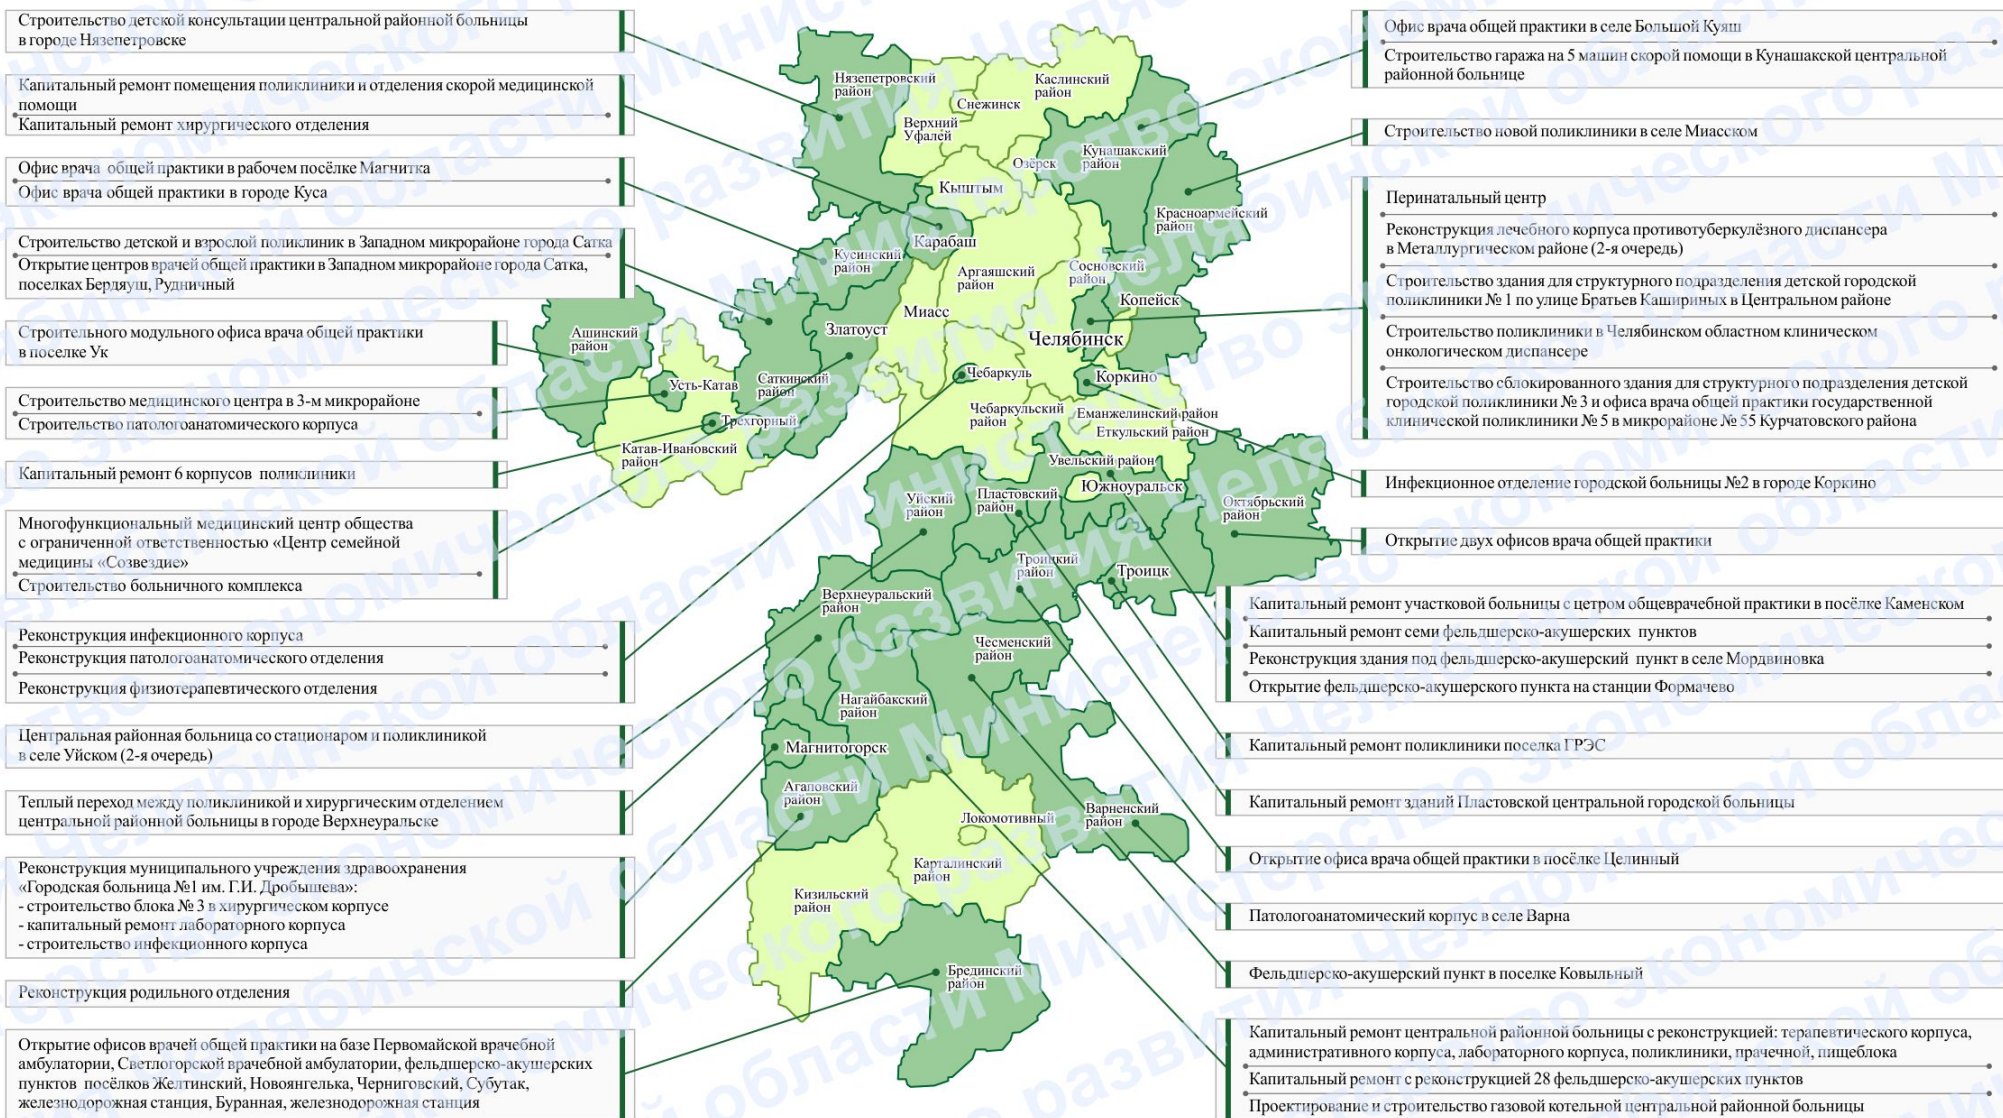 Строительство детской консультации центральной районной больницы
в городе Нязепетровске
Капитальный ремонт помещения поликлиники и отделения скорой медицинской
помощи
Капитальный ремонт хирургического отделения
Офис врача общей практики в рабочем посёлке Магнитка
Офис врача общей практики в городе Куса
Строительство детской и взрослой поликлиник в Западном микрорайоне города Сатка
Открытие центров врачей общей практики в Западном микрорайоне города Сатка,
поселках Бердяуш, Рудничный
Строительного модульного офиса врача общей практики
в поселке Ук
Строительство медицинского центра в 3-м микрорайоне
Строительство патологоанатомического корпуса
Капитальный ремонт 6 корпусов поликлиники
Многофункциональный медицинский центр общества
с ограниченной ответственностью «Центр семейной
медицины «Созвездие»
Строительство больничного комплекса
Реконструкция инфекционного корпуса
Реконструкция патологоанатомического отделения
Реконструкция физиотерапевтического отделения
Центральная районная больница со стационаром и поликлиникой
в селе Уйском (2-я очередь)
Теплый переход между поликлиникой и хирургическим отделением
центральной районной больницы в городе Верхнеуральске
Реконструкция муниципального учреждения здравоохранения
«Городская больница №1 им. Г.И. Дробышева»:
- строительство блока № 3 в хирургическом корпусе
- капитальный ремонт лабораторного корпуса
- строительство инфекционного корпуса
Реконструкция родильного отделения
Открытие офисов врачей общей практики на базе Первомайской врачебной
амбулатории, Светлогорской врачебной амбулатории, фельдшерско-акушерских
пунктов посёлков Желтинский, Новоянгелька, Черниговский, Субутак,
железнодорожная станция, Буранная, железнодорожная станция
Нязепетровский
район
Каслинский
район
Снежинск
Верхний
Уфалей
Озёрск
Кунашакский
район
Кыштым
Красноармейский
район
Карабаш
Кусинский
район
Аргаяшский
район
Сосновский
район
Копейск
Миасс
Златоуст
Ашинский
район
Челябинск
Чебаркуль
Коркино
Усть-Катав
Саткинский
район
Трехгорный
Чебаркульский
район
Еманжелинский район
Еткульский район
Катав-Ивановский
район
Увельский район
Южноуральск
Уйский
район
Пластовский
район
Октябрьский
район
Троицкий
район
Троицк
Верхнеуральский
район
Чесменский
район
Нагайбакский
район
Магнитогорск
Агаповский
район
Варненский
район
Локомотивный
Карталинский
район
Кизильский
район
Брединский
район
Офис врача общей практики в селе Большой Куяш
Строительство гаража на 5 машин скорой помощи в Кунашакской центральной
районной больнице
Строительство новой поликлиники в селе Миасском
Перинатальный центр
Реконструкция лечебного корпуса противотуберкулёзного диспансера
в Металлургическом районе (2-я очередь)
Строительство здания для структурного подразделения детской городской
поликлиники № 1 по улице Братьев Кашириных в Центральном районе
Строительство поликлиники в Челябинском областном клиническом
онкологическом диспансере
Строительство сблокированного здания для структурного подразделения детской
городской поликлиники № 3 и офиса врача общей практики государственной
клинической поликлиники № 5 в микрорайоне № 55 Курчатовского района
Инфекционное отделение городской больницы №2 в городе Коркино
Открытие двух офисов врача общей практики
Капитальный ремонт участковой больницы с цетром общеврачебной практики в посёлке Каменском
Капитальный ремонт семи фельдшерско-акушерских пунктов
Реконструкция здания под фельдшерско-акушерский пункт в селе Мордвиновка
Открытие фельдшерско-акушерского пункта на станции Формачево
Капитальный ремонт поликлиники поселка ГРЭС
Капитальный ремонт зданий Пластовской центральной городской больницы
Открытие офиса врача общей практики в посёлке Целинный
Патологоанатомический корпус в селе Варна
Фельдшерско-акушерский пункт в поселке Ковыльный
Капитальный ремонт центральной районной больницы с реконструкцией: терапевтического корпуса,
административного корпуса, лабораторного корпуса, поликлиники, прачечной, пищеблока
Капитальный ремонт с реконструкцией 28 фельдшерско-акушерских пунктов
Проектирование и строительство газовой котельной центральной районной больницы
Министерство экономического развития Челябинской области